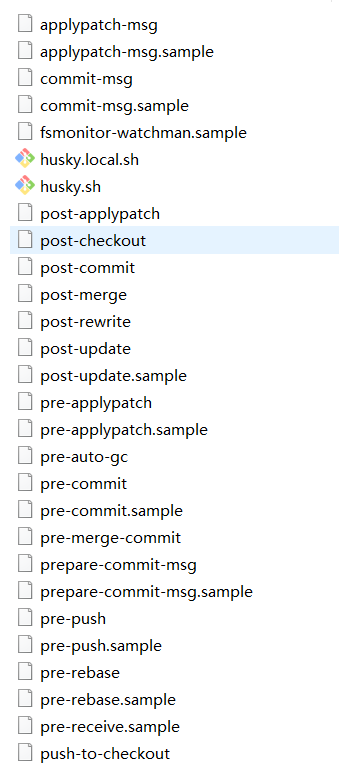 applypatch-msg
applypatch-msg.sample
commit-msg
commit-msg.sample
fsmonitor-watchman.sample
husky.local.sh
husky.sh
post-applypatch
post-checkout
post-commit
post-merge
post-rewrite
post-update
post-update.sample
pre-applypatch
pre-applypatch.sample
pre-auto-gc
pre-commit
pre-commit.sample
pre-merge-commit
prepare-commit-msg
prepare-commit-msg.sample
pre-push
pre-push.sample
pre-rebase
pre-rebase.sample
pre-receive.sample
push-to-checkout